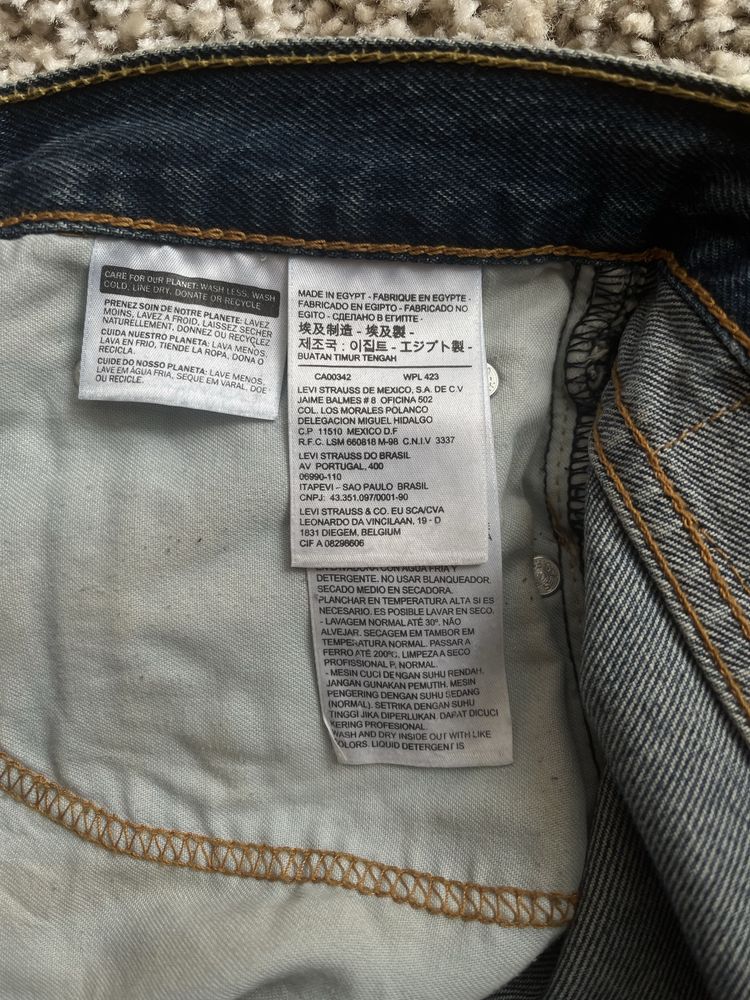 CARE FOR OUR PLANET: WASH LESS, WASH
COLD, LINE DRY, DONATE OR RECYCLE
PRENEZ SOIN DE NOTRE PLANETE: LAVEZ
MOINS, LAVEZ A FROID, LAISSEZ SECHER
NATURELLEMENT, DONNEZ OU RECYCLEZ
CUIDA NUESTRO PLANETA: LAVA MENOS,
LAVA EN FRIO, TIENDE LA ROPA, DONA O
RECICLA.
CUIDE DO NOSSO PLANETA: LAVE MENOS,
LAVE EM ÁGUA FRIA, SEQUE EM VARAL, DOE
OU RECICLE.
MADE IN EGYPT - FABRIQUE EN EGYPTE -
FABRICADO EN EGIPTO - FABRICADO NO
EGITO - СДЕЛАНО В ЕГИПТЕ -
埃及制造 - 埃及製 -
제조국 : 이집트 - エジプト製 -
BUATAN TIMUR TENGAH
CA00342 WPL 423
LEVI STRAUSS DE MEXICO, S.A. DE C.V
JAIME BALMES # 8 OFICINA 502
COL. LOS MORALES POLANCO
DELEGACION MIGUEL HIDALGO
C.P 11510 MEXICO D.F
R.F.C. LSM 660818 M-98 C.N.I.V 3337
LEVI STRAUSS DO BRASIL
AV PORTUGAL, 400
06990-110
ITAPEVI - SAO PAULO BRASIL
CNPJ: 43.351.097/0001-90
LEVI STRAUSS & CO. EU SCA/CVA
LEONARDO DA VINCILAAN, 19 - D
1831 DIEGEM, BELGIUM
CIF A 08298606
EN LAVADORA CON AGUA FRIA Y
DETERGENTE. NO USAR BLANQUEADOR.
SECADO MEDIO EN SECADORA.
PLANCHAR EN TEMPERATURA ALTA SI ES
NECESARIO. ES POSIBLE LAVAR EN SECO.
- LAVAGEM NORMAL ATÉ 30º. NÃO
ALVEJAR. SECAGEM EM TAMBOR EM
TEMPERATURA NORMAL. PASSAR A
FERRO ATÉ 200ºC. LIMPEZA A SECO
PROFISSIONAL P, NORMAL.
- MESIN CUCI DENGAN SUHU RENDAH.
JANGAN GUNAKAN PEMUTIH. MESIN
PENGERING DENGAN SUHU SEDANG
(NORMAL). SETRIKA DENGAN SUHU
TINGGI JIKA DIPERLUKAN. DAPAT DICUCI
KERING PROFESIONAL.
WASH AND DRY INSIDE OUT WITH LIKE
COLORS. LIQUID DETERGENT IS